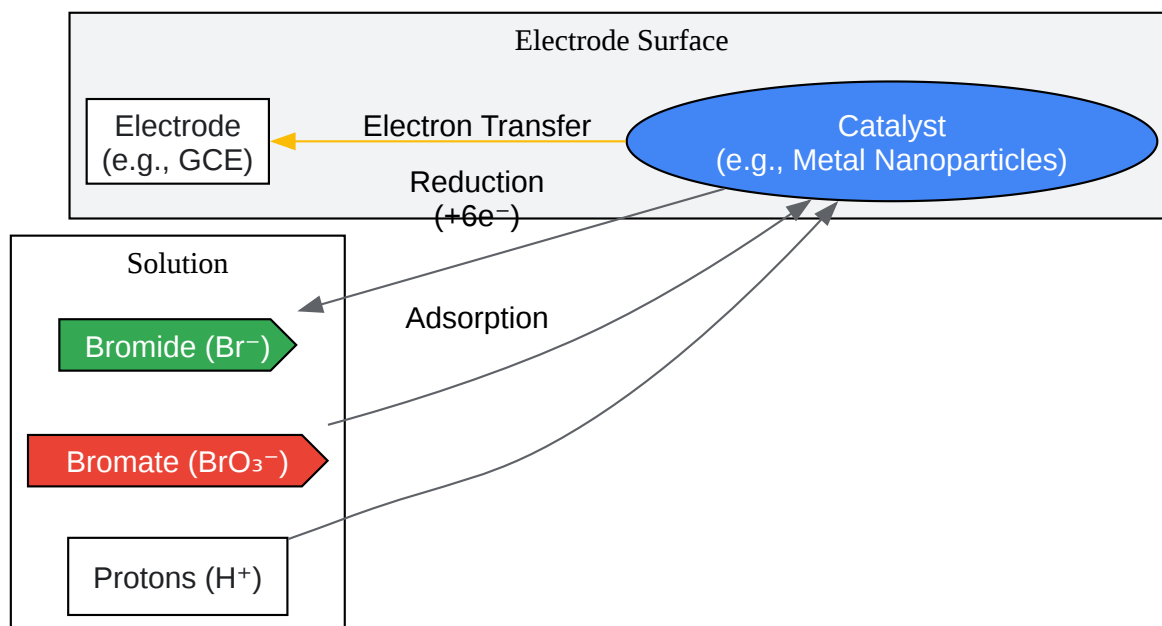 Electrode Surface
Electrode
(e.g., GCE)
Electron Transfer
Catalyst
(e.g., Metal Nanoparticles)
Reduction
(+6e⁻)
Solution
Bromide (Br⁻)
Adsorption
Bromate (BrO₃⁻)
Protons (H⁺)